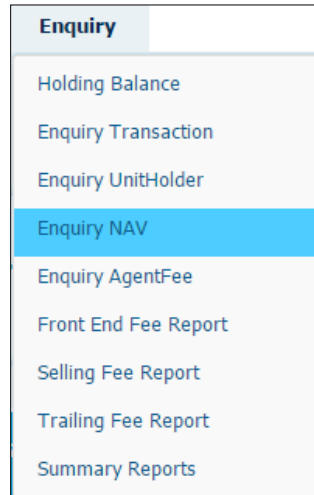 Enquiry
Holding Balance
Enquiry Transaction
Enquiry UnitHolder
Enquiry NAV
Enquiry AgentFee
Front End Fee Report
Selling Fee Report
Trailing Fee Report
Summary Reports